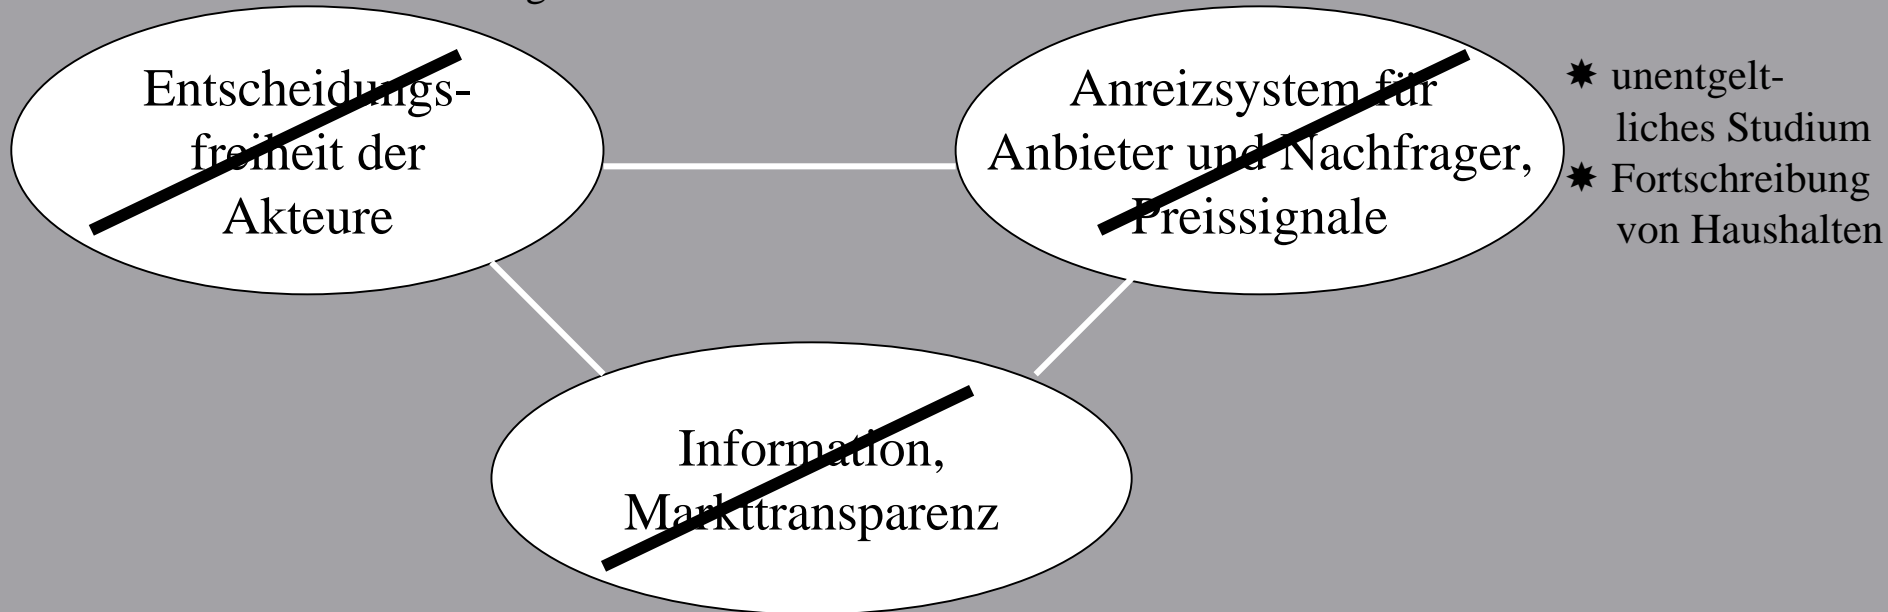 Entscheidungs-
freiheit der
Akteure
Anreizsystem für
Anbieter und Nachfrager,
Preissignale
✸ unentgelt-
liches Studium
✸ Fortschreibung
von Haushalten
Information,
Markttransparenz